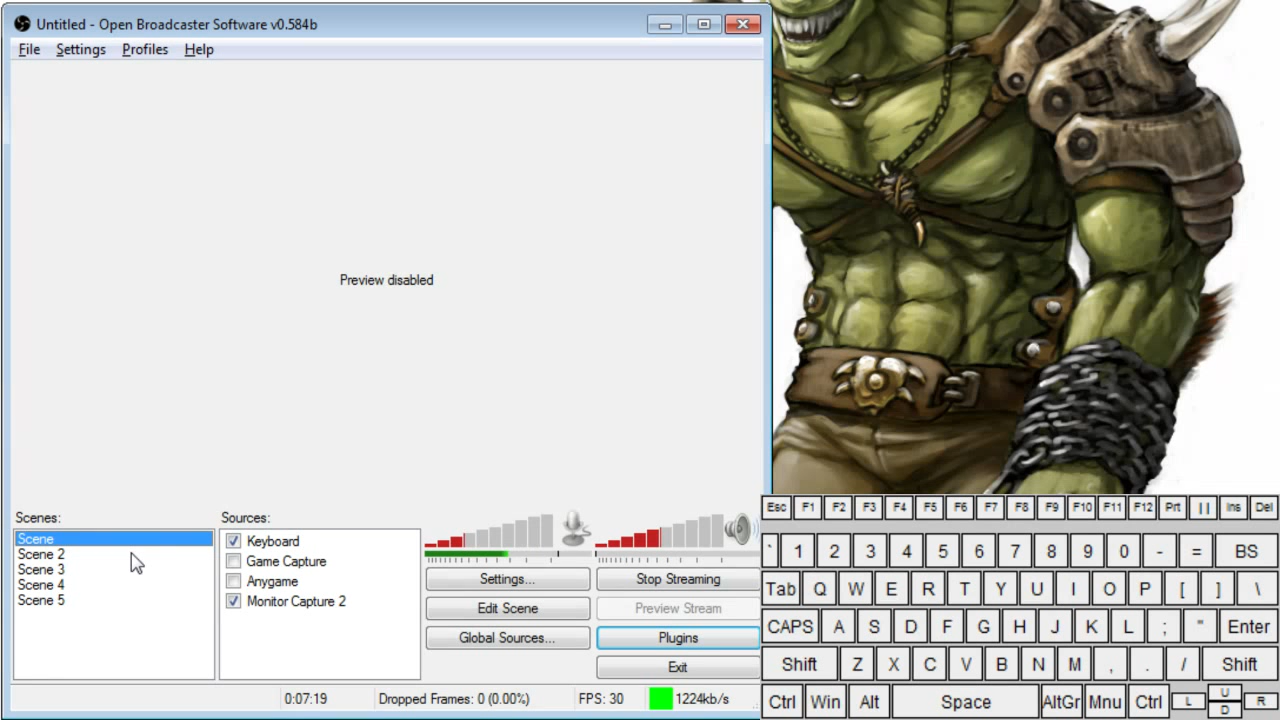 Untitled - Open Broadcaster Software v0.584b
File Settings Profiles Help
Preview disabled
Scenes:
Scene
Scene 2
Scene 3
Scene 4
Scene 5
Sources:
Keyboard
Game Capture
Anygame
Monitor Capture 2
Settings... Stop Streaming
Edit Scene Preview Stream
Global Sources... Plugins
Exit
0:07:19 Dropped Frames: 0 (0.00%) FPS: 30 1224kb/s
Esc F1 F2 F3 F4 F5 F6 F7 F8 F9 F10 F11 F12 Prt | | Ins Del
` 1 2 3 4 5 6 7 8 9 0 - = BS
Tab Q W E R T Y U I O P [ ] \
CAPS A S D F G H J K L ; " Enter
Shift Z X C V B N M , . / Shift
Ctrl Win Alt Space AltGr Mnu Ctrl L U D R